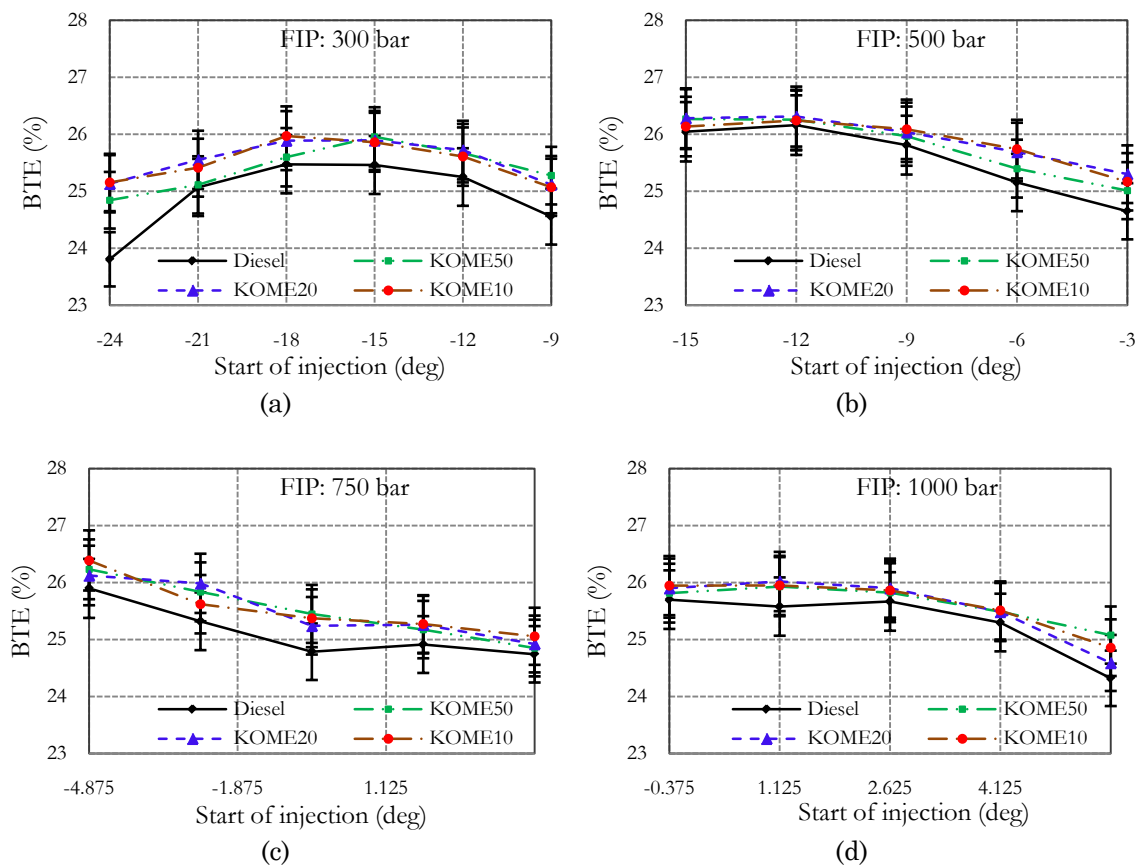 FIP: 300 bar
28
27
26
25
24
23
BTE (%)
Diesel
KOME50
KOME20
KOME10
-24 -21 -18 -15 -12 -9
Start of injection (deg)
(a)
FIP: 500 bar
28
27
26
25
24
23
BTE (%)
Diesel
KOME50
KOME20
KOME10
-15 -12 -9 -6 -3
Start of injection (deg)
(b)
FIP: 750 bar
28
27
26
25
24
23
BTE (%)
Diesel
KOME50
KOME20
KOME10
-4.875 -1.875 1.125
Start of injection (deg)
(c)
FIP: 1000 bar
28
27
26
25
24
23
BTE (%)
Diesel
KOME50
KOME20
KOME10
-0.375 1.125 2.625 4.125
Start of injection (deg)
(d)